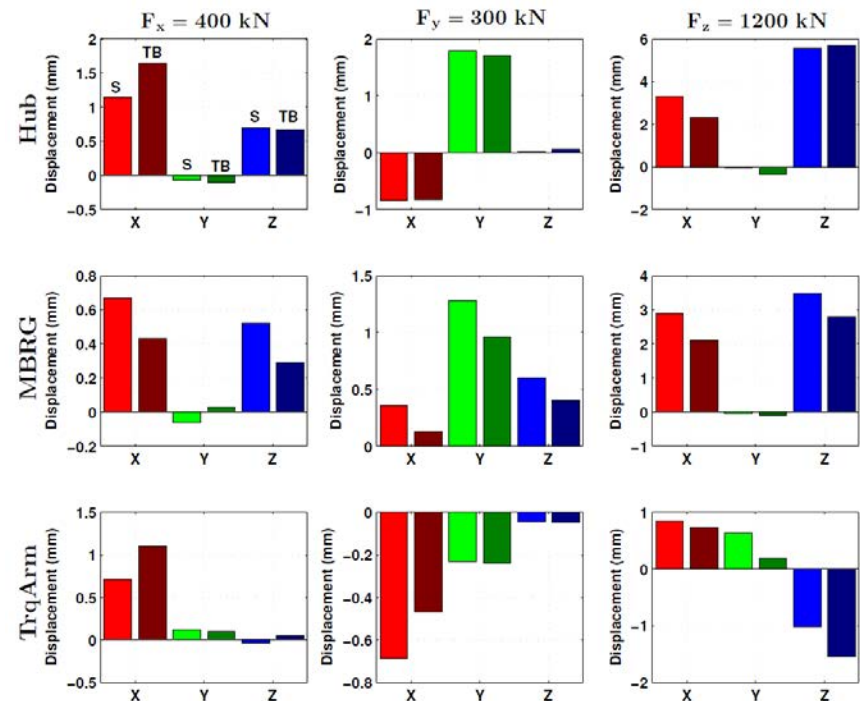 F_x = 400 kN F_y = 300 kN F_z = 1200 kN
Hub
Displacement (mm)
2
1.5
1
0.5
0
−0.5
S TB
S TB
S TB
X Y Z
Displacement (mm)
2
1
0
−1
X Y Z
Displacement (mm)
6
4
2
0
−2
X Y Z
MBRG
Displacement (mm)
0.8
0.6
0.4
0.2
0
−0.2
X Y Z
Displacement (mm)
1.5
1
0.5
0
X Y Z
Displacement (mm)
4
3
2
1
0
−1
X Y Z
TrqArm
Displacement (mm)
1.5
1
0.5
0
−0.5
X Y Z
Displacement (mm)
0
−0.2
−0.4
−0.6
−0.8
X Y Z
Displacement (mm)
1
0
−1
−2
X Y Z